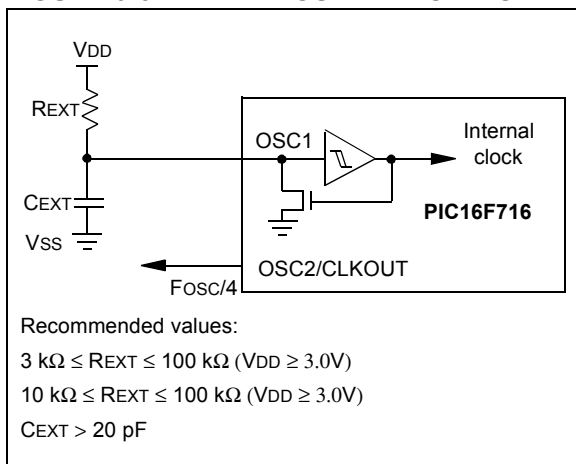 VDD
REXT
OSC1
Internal
clock
CEXT
PIC16F716
VSS
OSC2/CLKOUT
FOSC/4
Recommended values:
3 kΩ ≤ REXT ≤ 100 kΩ (VDD ≥ 3.0V)
10 kΩ ≤ REXT ≤ 100 kΩ (VDD ≥ 3.0V)
CEXT > 20 pF